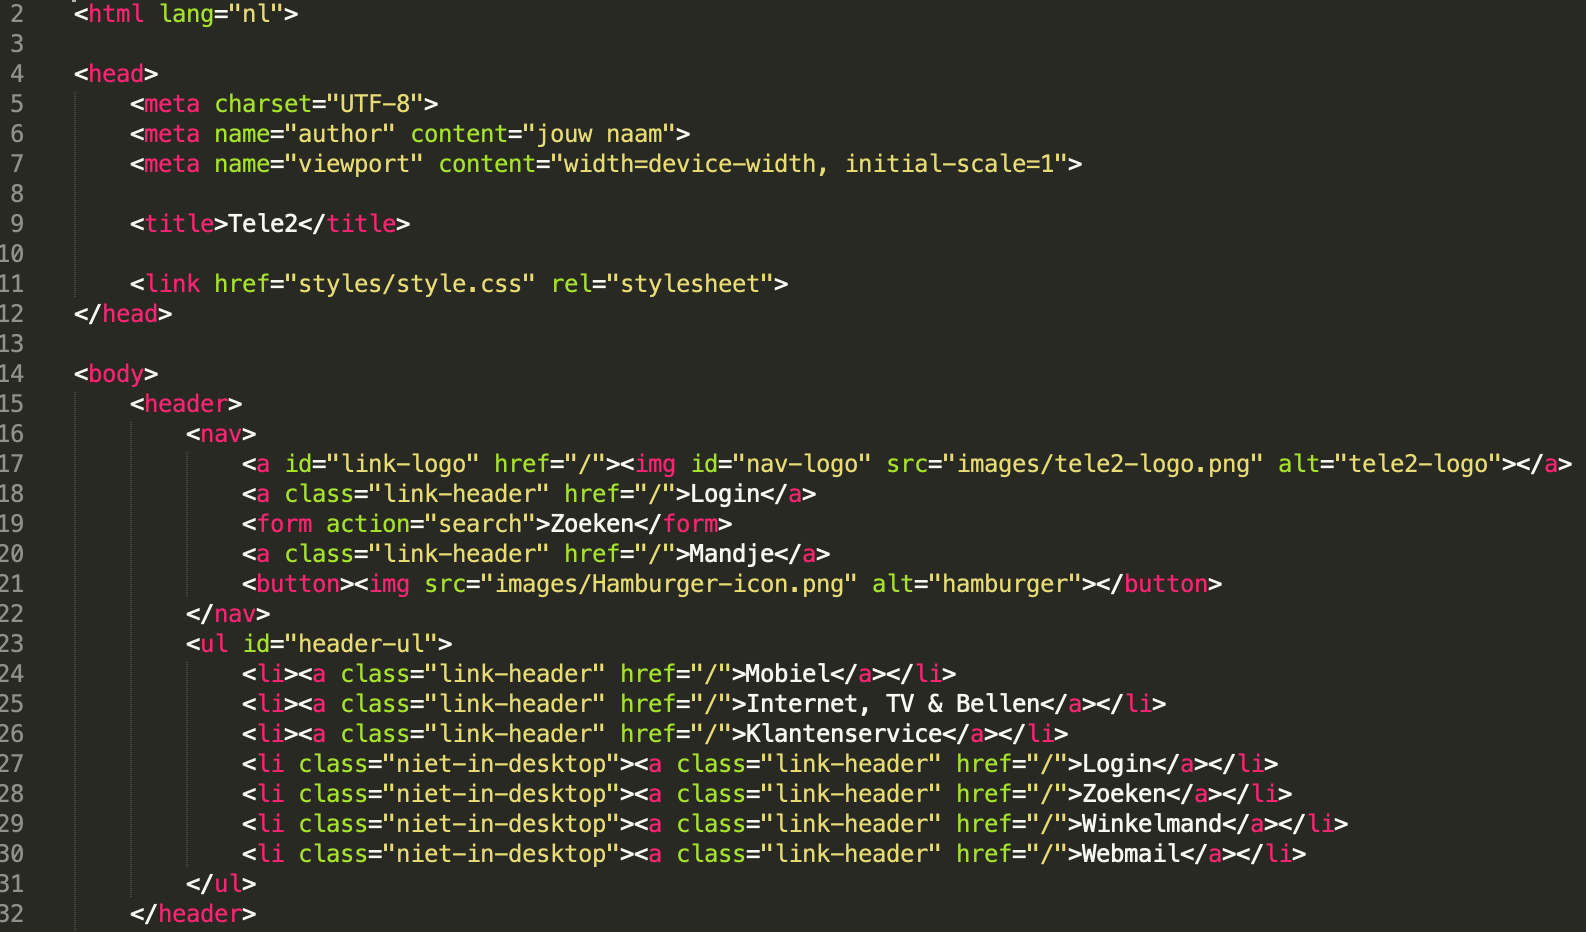 2 <html lang="nl">
3
4 <head>
5 <meta charset="UTF-8">
6 <meta name="author" content="jouw naam">
7 <meta name="viewport" content="width=device-width, initial-scale=1">
8
9 <title>Tele2</title>
10
11 <link href="styles/style.css" rel="stylesheet">
12 </head>
13
14 <body>
15 <header>
16 <nav>
17 <a id="link-logo" href="/"><img id="nav-logo" src="images/tele2-logo.png" alt="tele2-logo"></a>
18 <a class="link-header" href="/">Login</a>
19 <form action="search">Zoeken</form>
20 <a class="link-header" href="/">Mandje</a>
21 <button><img src="images/Hamburger-icon.png" alt="hamburger"></button>
22 </nav>
23 <ul id="header-ul">
24 <li><a class="link-header" href="/">Mobiel</a></li>
25 <li><a class="link-header" href="/">Internet, TV & Bellen</a></li>
26 <li><a class="link-header" href="/">Klantenservice</a></li>
27 <li class="niet-in-desktop"><a class="link-header" href="/">Login</a></li>
28 <li class="niet-in-desktop"><a class="link-header" href="/">Zoeken</a></li>
29 <li class="niet-in-desktop"><a class="link-header" href="/">Winkelmand</a></li>
30 <li class="niet-in-desktop"><a class="link-header" href="/">Webmail</a></li>
31 </ul>
32 </header>